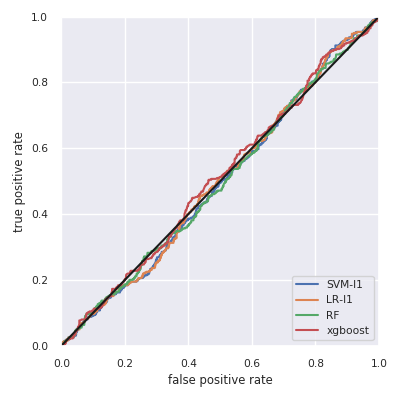 1.0
0.8
0.6
0.4
0.2
0.0
true positive rate
0.0 0.2 0.4 0.6 0.8 1.0
false positive rate
SVM-l1
LR-l1
RF
xgboost